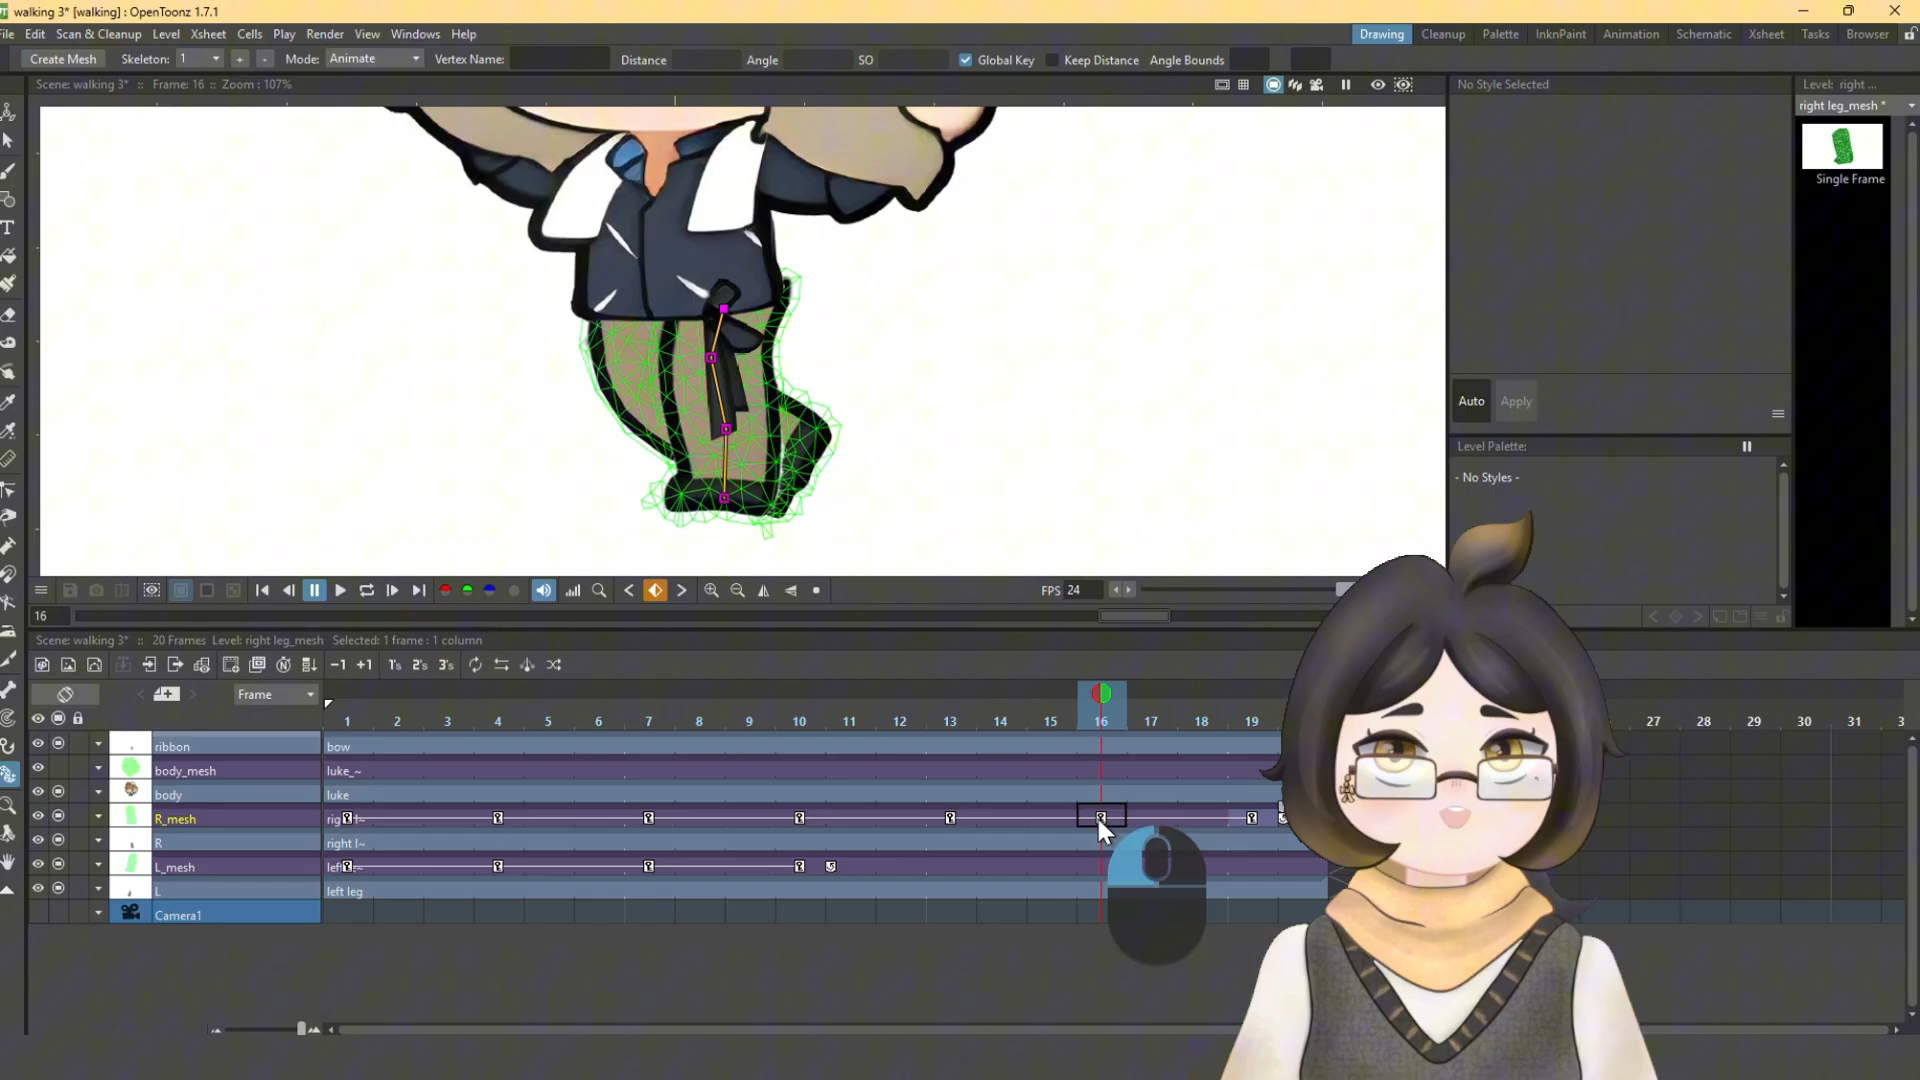 walking 3* [walking] : OpenToonz 1.7.1
File Edit Scan & Cleanup Level Xsheet Cells Play Render View Windows Help
Drawing Cleanup Palette InknPaint Animation Schematic Xsheet Tasks Browser
Create Mesh Skeleton: 1 + - Mode: Animate Vertex Name: Distance Angle SO Global Key Keep Distance Angle Bounds
Scene: walking 3* :: Frame: 16 :: Zoom : 107%
No Style Selected
Level: right ...
right leg_mesh *
Single Frame
Auto Apply
Level Palette:
- No Styles -
FPS 24
16
Scene: walking 3* :: 20 Frames Level: right leg_mesh Selected: 1 frame : 1 column
-1 +1 1's 2's 3's
Frame
1 2 3 4 5 6 7 8 9 10 11 12 13 14 15 16 17 18 19 27 28 29 30 31 3
ribbon bow
body_mesh luke_~
body luke
R_mesh
R right l~
L_mesh
L left leg
Camera1